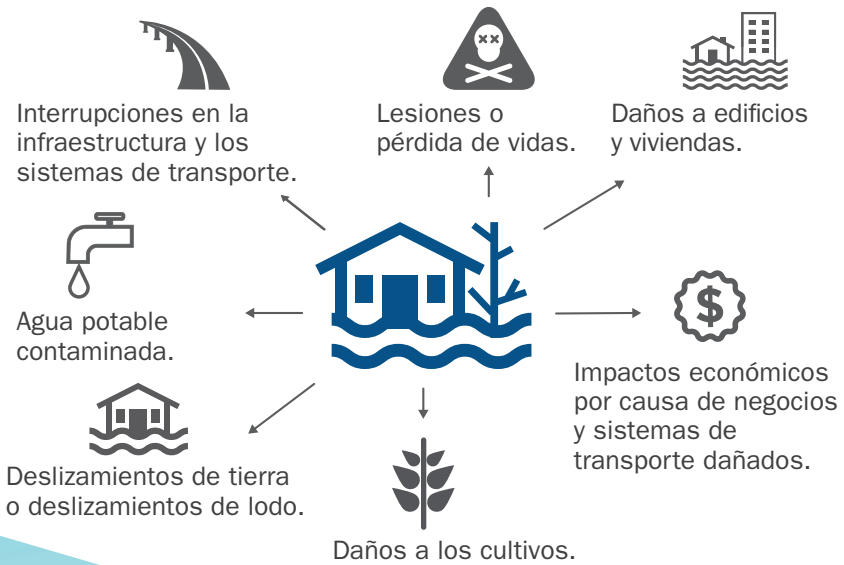 Interrupciones en la
infraestructura y los
sistemas de transporte.
Lesiones o
pérdida de vidas.
Daños a edificios
y viviendas.
Agua potable
contaminada.
$
Impactos económicos
por causa de negocios
y sistemas de
transporte dañados.
Deslizamientos de tierra
o deslizamientos de lodo.
Daños a los cultivos.